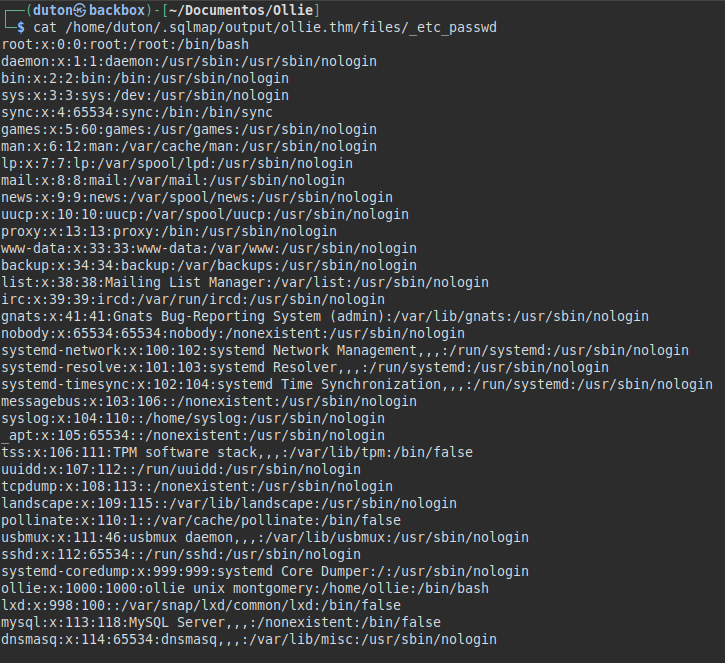 ┌──(duton㉿backbox)-[~/Documentos/Ollie]
└─$ cat /home/duton/.sqlmap/output/ollie.thm/files/_etc_passwd
root:x:0:0:root:/root:/bin/bash
daemon:x:1:1:daemon:/usr/sbin:/usr/sbin/nologin
bin:x:2:2:bin:/bin:/usr/sbin/nologin
sys:x:3:3:sys:/dev:/usr/sbin/nologin
sync:x:4:65534:sync:/bin:/bin/sync
games:x:5:60:games:/usr/games:/usr/sbin/nologin
man:x:6:12:man:/var/cache/man:/usr/sbin/nologin
lp:x:7:7:lp:/var/spool/lpd:/usr/sbin/nologin
mail:x:8:8:mail:/var/mail:/usr/sbin/nologin
news:x:9:9:news:/var/spool/news:/usr/sbin/nologin
uucp:x:10:10:uucp:/var/spool/uucp:/usr/sbin/nologin
proxy:x:13:13:proxy:/bin:/usr/sbin/nologin
www-data:x:33:33:www-data:/var/www:/usr/sbin/nologin
backup:x:34:34:backup:/var/backups:/usr/sbin/nologin
list:x:38:38:Mailing List Manager:/var/list:/usr/sbin/nologin
irc:x:39:39:ircd:/var/run/ircd:/usr/sbin/nologin
gnats:x:41:41:Gnats Bug-Reporting System (admin):/var/lib/gnats:/usr/sbin/nologin
nobody:x:65534:65534:nobody:/nonexistent:/usr/sbin/nologin
systemd-network:x:100:102:systemd Network Management,,,:/run/systemd:/usr/sbin/nologin
systemd-resolve:x:101:103:systemd Resolver,,,:/run/systemd:/usr/sbin/nologin
systemd-timesync:x:102:104:systemd Time Synchronization,,,:/run/systemd:/usr/sbin/nologin
messagebus:x:103:106::/nonexistent:/usr/sbin/nologin
syslog:x:104:110::/home/syslog:/usr/sbin/nologin
_apt:x:105:65534::/nonexistent:/usr/sbin/nologin
tss:x:106:111:TPM software stack,,,:/var/lib/tpm:/bin/false
uuidd:x:107:112::/run/uuidd:/usr/sbin/nologin
tcpdump:x:108:113::/nonexistent:/usr/sbin/nologin
landscape:x:109:115::/var/lib/landscape:/usr/sbin/nologin
pollinate:x:110:1::/var/cache/pollinate:/bin/false
usbmux:x:111:46:usbmux daemon,,,:/var/lib/usbmux:/usr/sbin/nologin
sshd:x:112:65534::/run/sshd:/usr/sbin/nologin
systemd-coredump:x:999:999:systemd Core Dumper:/:/usr/sbin/nologin
ollie:x:1000:1000:ollie unix montgomery:/home/ollie:/bin/bash
lxd:x:998:100::/var/snap/lxd/common/lxd:/bin/false
mysql:x:113:118:MySQL Server,,,:/nonexistent:/bin/false
dnsmasq:x:114:65534:dnsmasq,,,:/var/lib/misc:/usr/sbin/nologin